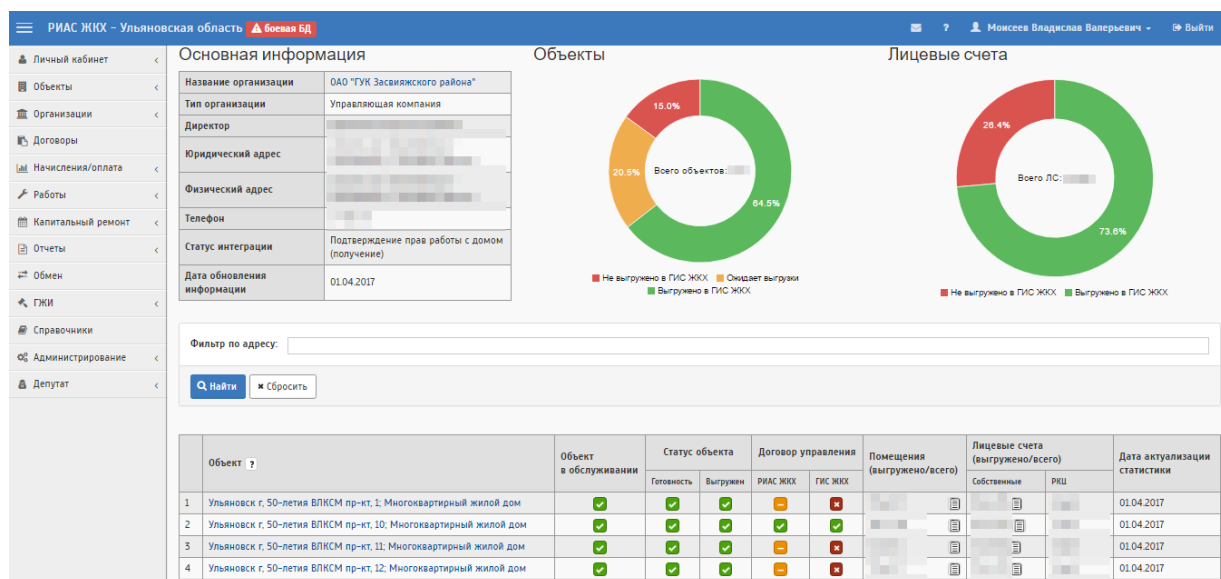 РИАС ЖКХ – Ульяновская область боевая БД
? Моисеев Владислав Валерьевич Выйти
Личный кабинет
Объекты
Организации
Договоры
Начисления/оплата
Работы
Капитальный ремонт
Отчеты
Обмен
ГЖИ
Справочники
Администрирование
Депутат
Основная информация
Название организации ОАО "ГУК Засвияжского района"
Тип организации Управляющая компания
Директор
Юридический адрес
Физический адрес
Телефон
Статус интеграции Подтверждение прав работы с домом
(получение)
Дата обновления
информации 01.04.2017
Объекты
15.0%
20.5%
Всего объектов:
64.5%
Не выгружено в ГИС ЖКХ Ожидает выгрузки
Выгружено в ГИС ЖКХ
Лицевые счета
26.4%
Всего ЛС:
73.6%
Не выгружено в ГИС ЖКХ Выгружено в ГИС ЖКХ
Фильтр по адресу:
Найти Сбросить
Объект ?
Объект
в обслуживании
Статус объекта
Договор управления
Помещения
(выгружено/всего)
Лицевые счета
(выгружено/всего)
Дата актуализации
статистики
Готовность Выгружен РИАС ЖКХ ГИС ЖКХ Собственные РКЦ
1 Ульяновск г, 50-летия ВЛКСМ пр-кт, 1; Многоквартирный жилой дом 01.04.2017
2 Ульяновск г, 50-летия ВЛКСМ пр-кт, 10; Многоквартирный жилой дом 01.04.2017
3 Ульяновск г, 50-летия ВЛКСМ пр-кт, 11; Многоквартирный жилой дом 01.04.2017
4 Ульяновск г, 50-летия ВЛКСМ пр-кт, 12; Многоквартирный жилой дом 01.04.2017